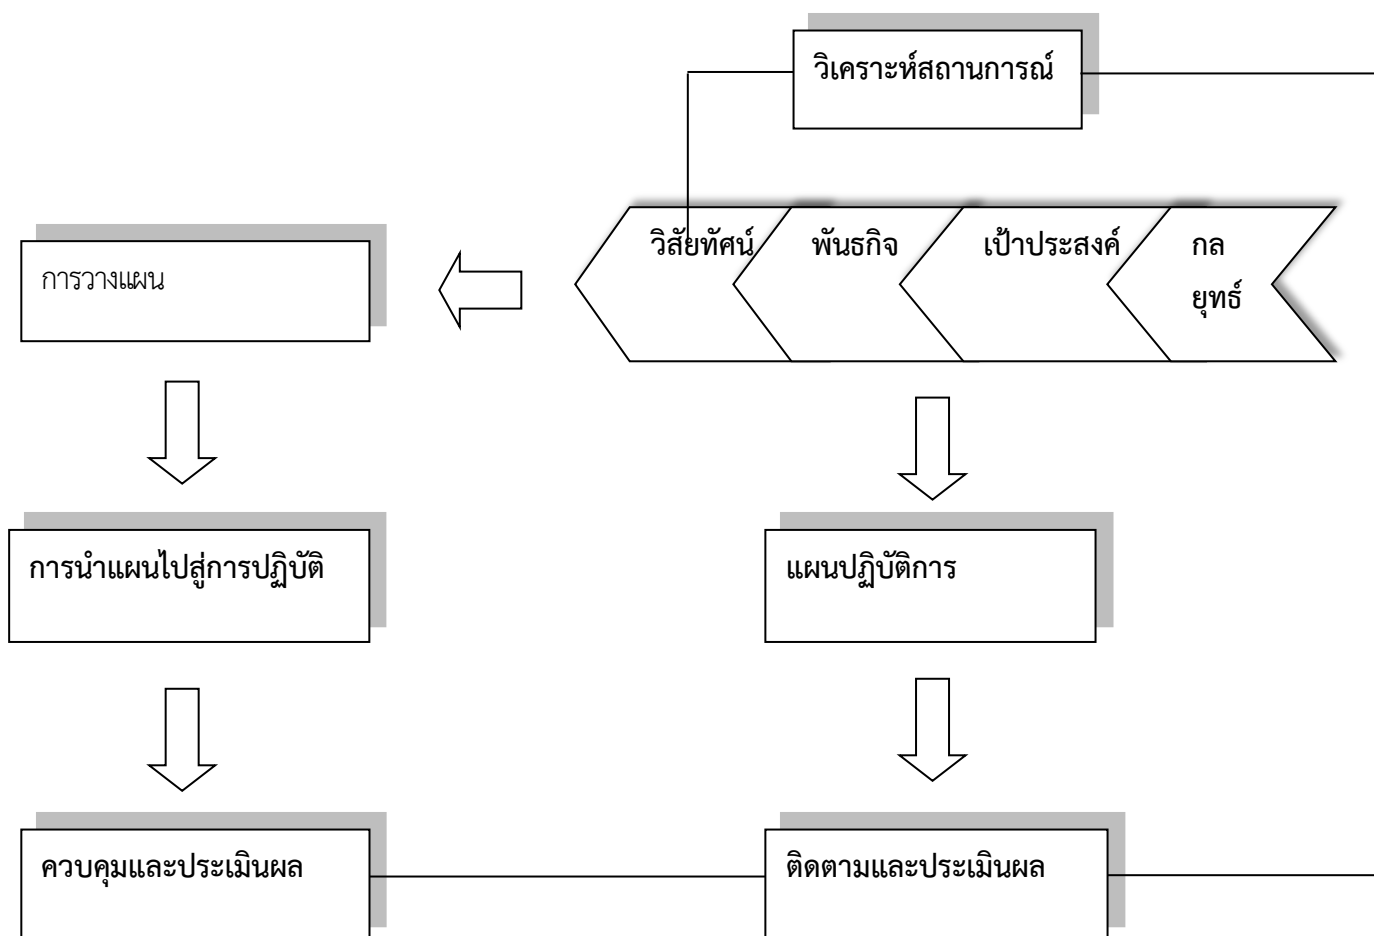 วิเคราะห์สถานการณ์
วิสัยทัศน์
พันธกิจ
เป้าประสงค์
กล
ยุทธ์
การวางแผน
การนำแผนไปสู่การปฏิบัติ
แผนปฏิบัติการ
ควบคุมและประเมินผล
ติดตามและประเมินผล